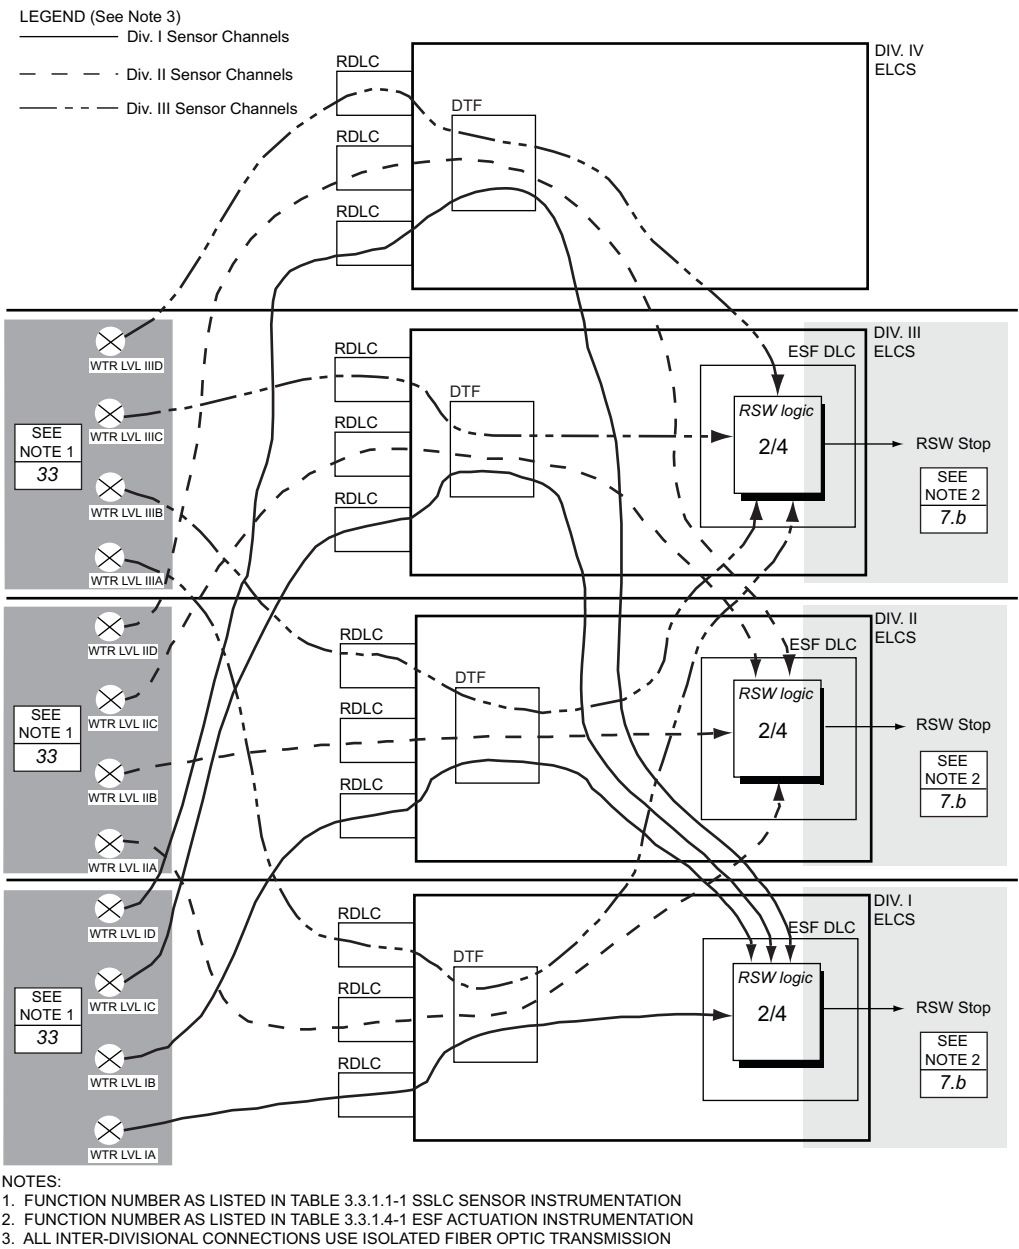 LEGEND (See Note 3)
Div. I Sensor Channels
Div. II Sensor Channels
Div. III Sensor Channels
RDLC
RDLC
RDLC
DTF
DIV. IV
ELCS
WTR LVL IIID
WTR LVL IIIC
WTR LVL IIIB
WTR LVL IIIA
SEE
NOTE 1
33
RDLC
RDLC
RDLC
DTF
DIV. III
ELCS
ESF DLC
RSW logic
2/4
RSW Stop
SEE
NOTE 2
7.b
WTR LVL IID
WTR LVL IIC
WTR LVL IIB
WTR LVL IIA
SEE
NOTE 1
33
RDLC
RDLC
RDLC
DTF
DIV. II
ELCS
ESF DLC
RSW logic
2/4
RSW Stop
SEE
NOTE 2
7.b
WTR LVL ID
WTR LVL IC
WTR LVL IB
WTR LVL IA
SEE
NOTE 1
33
RDLC
RDLC
RDLC
DTF
DIV. I
ELCS
ESF DLC
RSW logic
2/4
RSW Stop
SEE
NOTE 2
7.b
NOTES:
1. FUNCTION NUMBER AS LISTED IN TABLE 3.3.1.1-1 SSLC SENSOR INSTRUMENTATION
2. FUNCTION NUMBER AS LISTED IN TABLE 3.3.1.4-1 ESF ACTUATION INSTRUMENTATION
3. ALL INTER-DIVISIONAL CONNECTIONS USE ISOLATED FIBER OPTIC TRANSMISSION